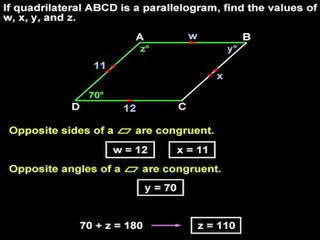 If quadrilateral ABCD is a parallelogram, find the values of
w, x, y, and z.
A
w
B
z°
y°
11
x
70°
D
12
C
Opposite sides of a ▱ are congruent.
w = 12
x = 11
Opposite angles of a ▱ are congruent.
y = 70
70 + z = 180
z = 110